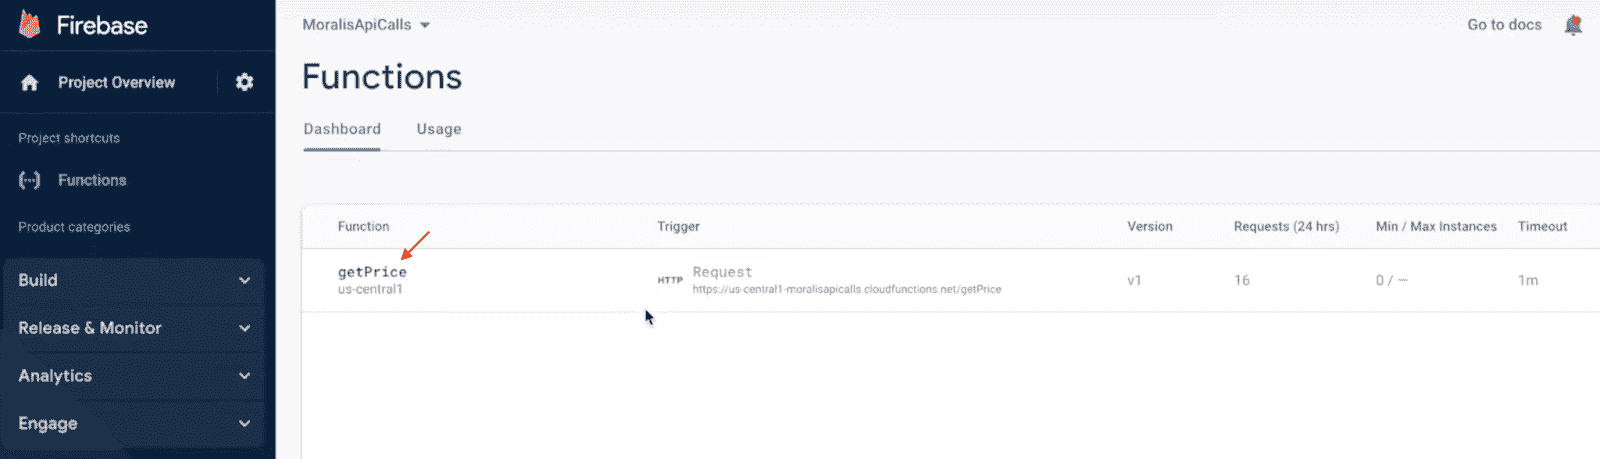 Firebase
MoralisApiCalls
Go to docs
Project Overview
Functions
Dashboard
Usage
Project shortcuts
Functions
Product categories
Build
Release & Monitor
Analytics
Engage
Function
Trigger
Version
Requests (24 hrs)
Min / Max Instances
Timeout
getPrice
us-central1
HTTP
Request
https://us-central1-moralisapicalls.cloudfunctions.net/getPrice
v1
16
0 / —
1m